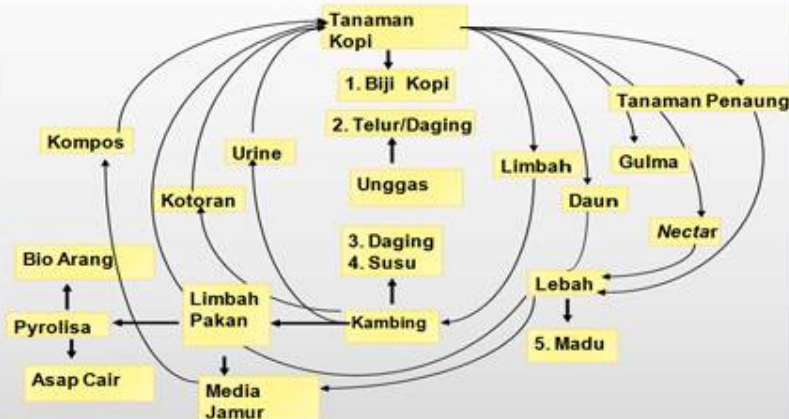 Tanaman
Kopi
1. Biji Kopi
Tanaman Penaung
2. Telur/Daging
Kompos
Urine
Limbah
Gulma
Unggas
Kotoran
Daun
Nectar
3. Daging
4. Susu
Bio Arang
Limbah
Pakan
Lebah
Pyrolisa
Kambing
5. Madu
Asap Cair
Media
Jamur